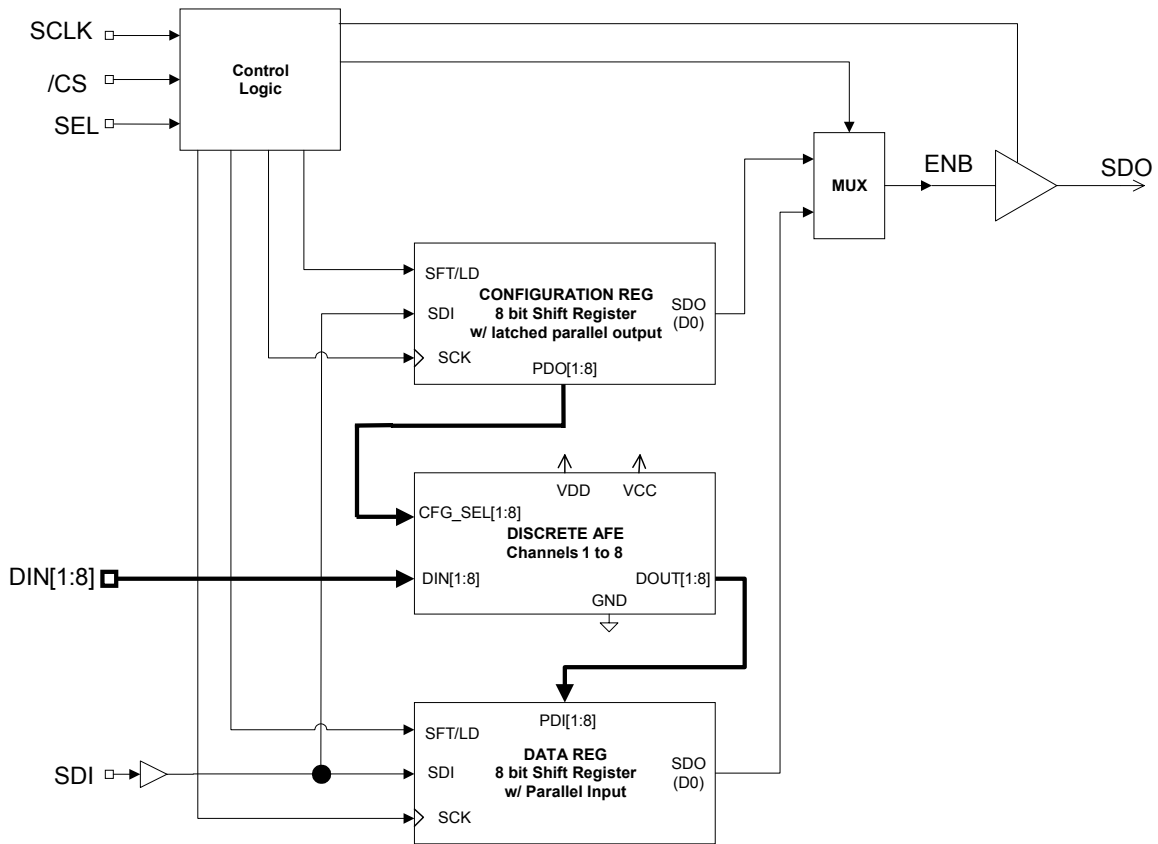 SCLK
/CS
SEL
Control
Logic
MUX
ENB
SDO
SFT/LD
CONFIGURATION REG
8 bit Shift Register
w/ latched parallel output
SDI
SCK
SDO
(D0)
PDO[1:8]
VDD
VCC
CFG_SEL[1:8]
DISCRETE AFE
Channels 1 to 8
DIN[1:8]
DIN[1:8]
DOUT[1:8]
GND
PDI[1:8]
SFT/LD
DATA REG
8 bit Shift Register
w/ Parallel Input
SDI
SDI
SCK
SDO
(D0)